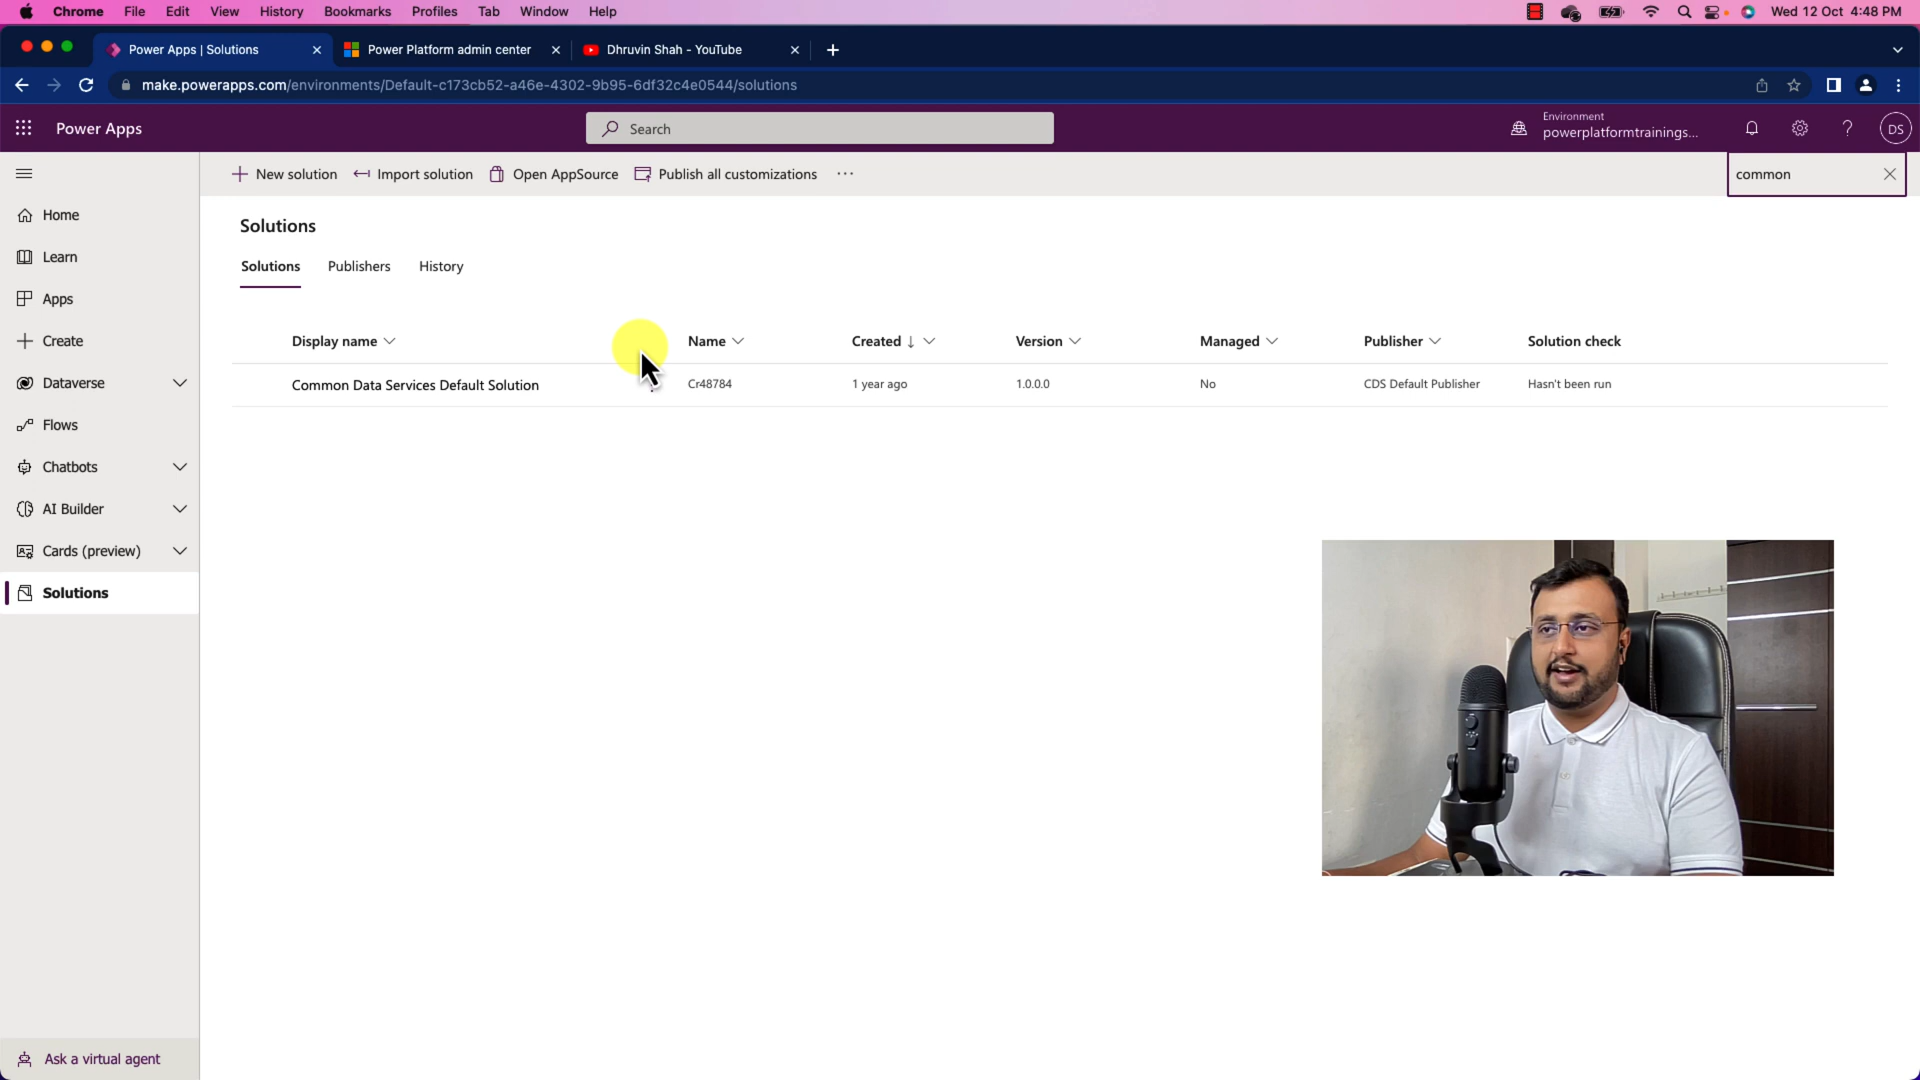 Chrome File Edit View History Bookmarks Profiles Tab Window Help Wed 12 Oct 4:48 PM
Power Apps | Solutions Power Platform admin center Dhruvin Shah - YouTube
make.powerapps.com/environments/Default-c173cb52-a46e-4302-9b95-6df32c4e0544/solutions
Power Apps Search Environment
powerplatformtrainings... ? DS
New solution Import solution Open AppSource Publish all customizations ... common
Home
Learn
Apps
Create
Dataverse
Flows
Chatbots
AI Builder
Cards (preview)
Solutions
Ask a virtual agent
Solutions
Solutions Publishers History
Display name Name Created Version Managed Publisher Solution check
Common Data Services Default Solution Cr48784 1 year ago 1.0.0.0 No CDS Default Publisher Hasn't been run